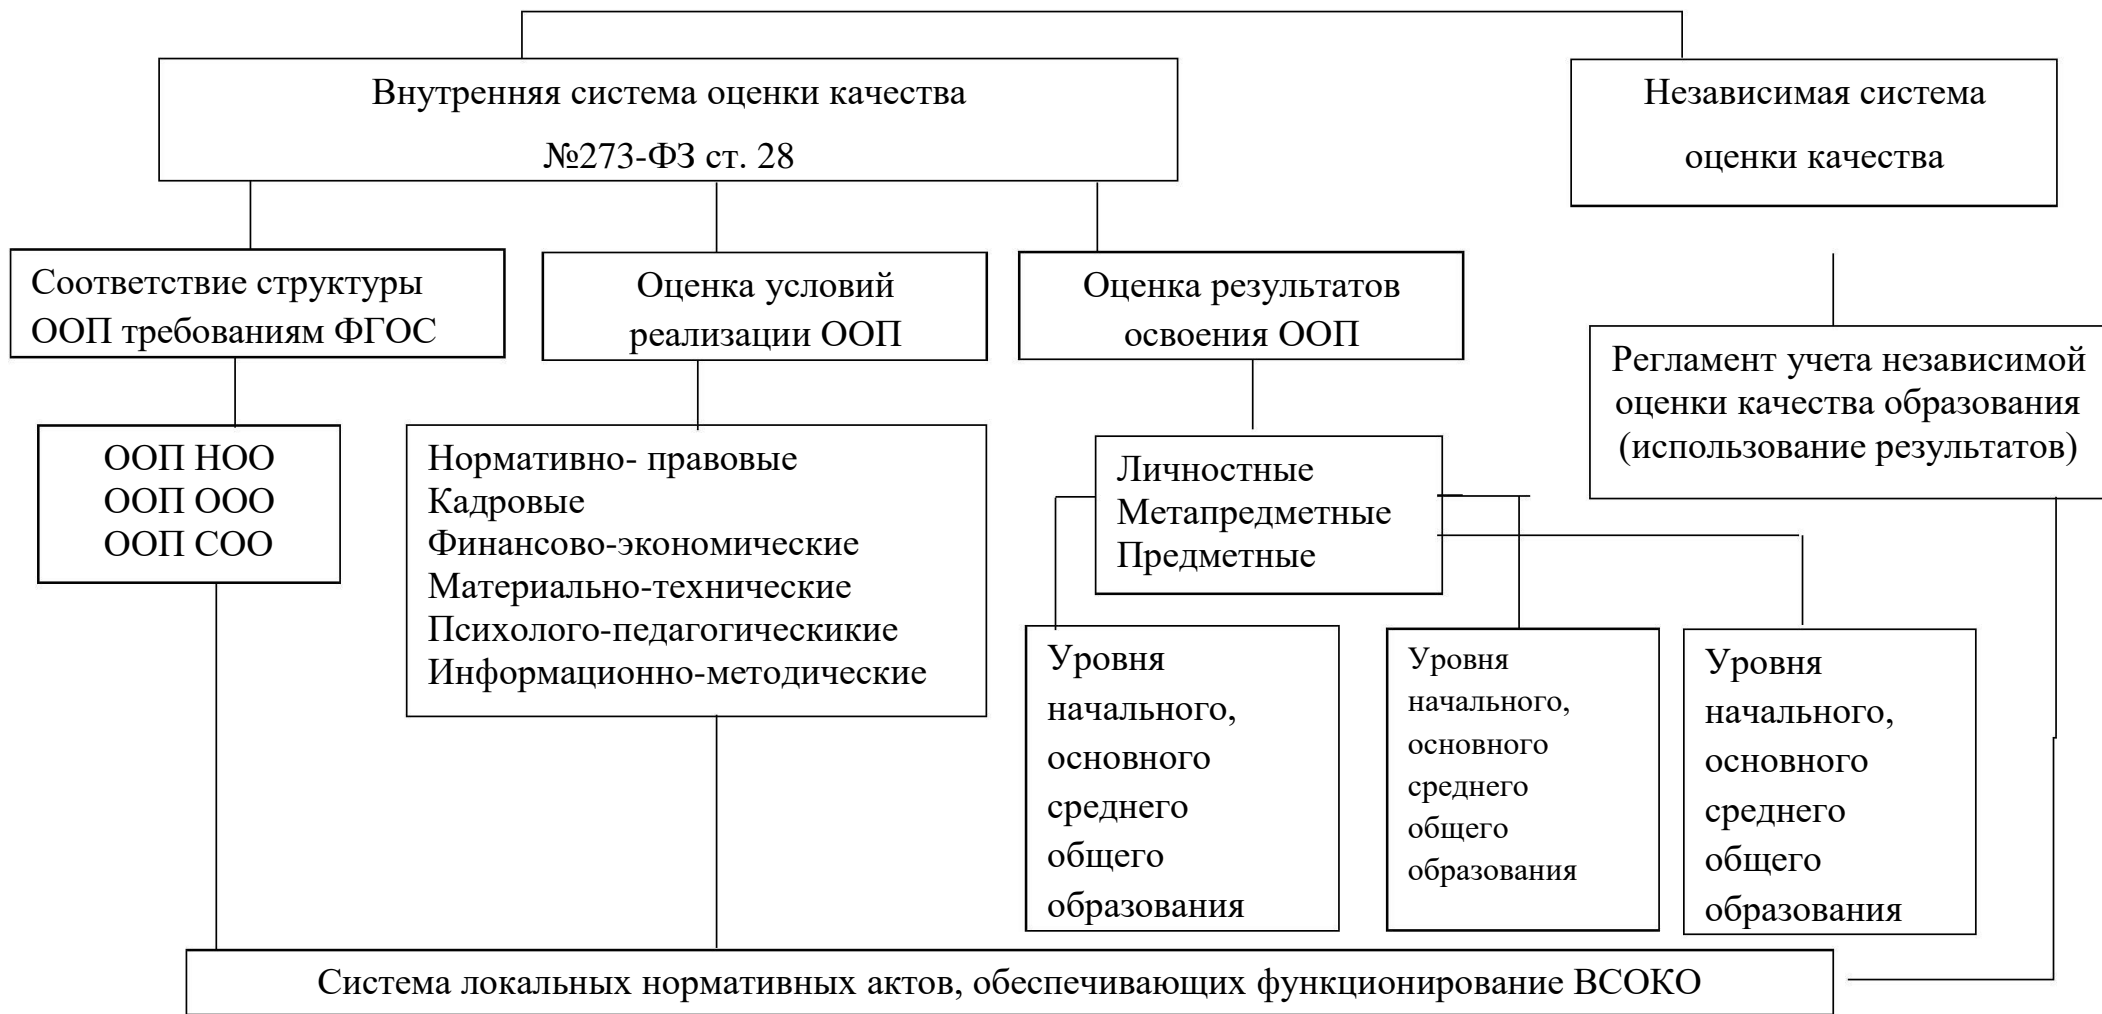 Внутренняя система оценки качества
№273-ФЗ ст. 28
Независимая система
оценки качества
Соответствие структуры
ООП требованиям ФГОС
Оценка условий
реализации ООП
Оценка результатов
освоения ООП
Регламент учета независимой
оценки качества образования
(использование результатов)
ООП НОО
ООП ООО
ООП СОО
Нормативно- правовые
Кадровые
Финансово-экономические
Материально-технические
Психолого-педагогическикие
Информационно-методические
Личностные
Метапредметные
Предметные
Уровня
начального,
основного
среднего
общего
образования
Уровня
начального,
основного
среднего
общего
образования
Уровня
начального,
основного
среднего
общего
образования
Система локальных нормативных актов, обеспечивающих функционирование ВСОКО